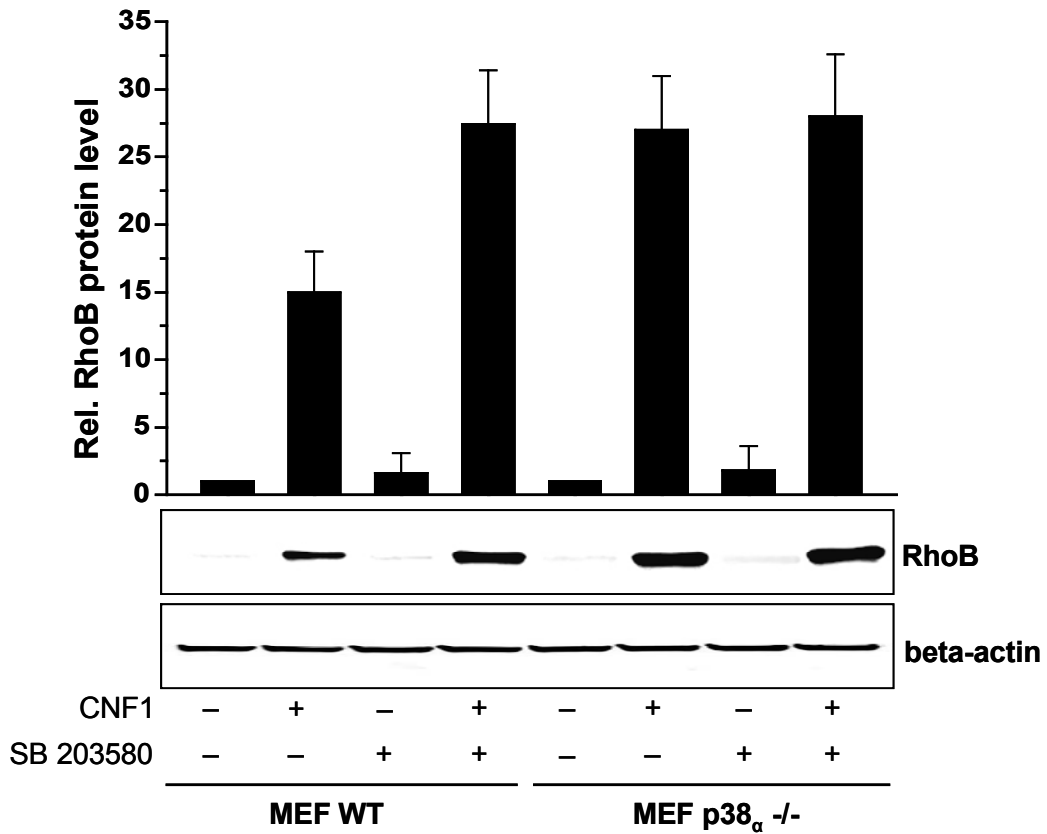 Rel. RhoB protein level
35
30
25
20
15
10
5
0
RhoB
beta-actin
CNF1 – + – + – + – +
SB 203580 – – + + – – + +
MEF WT MEF p38α -/-